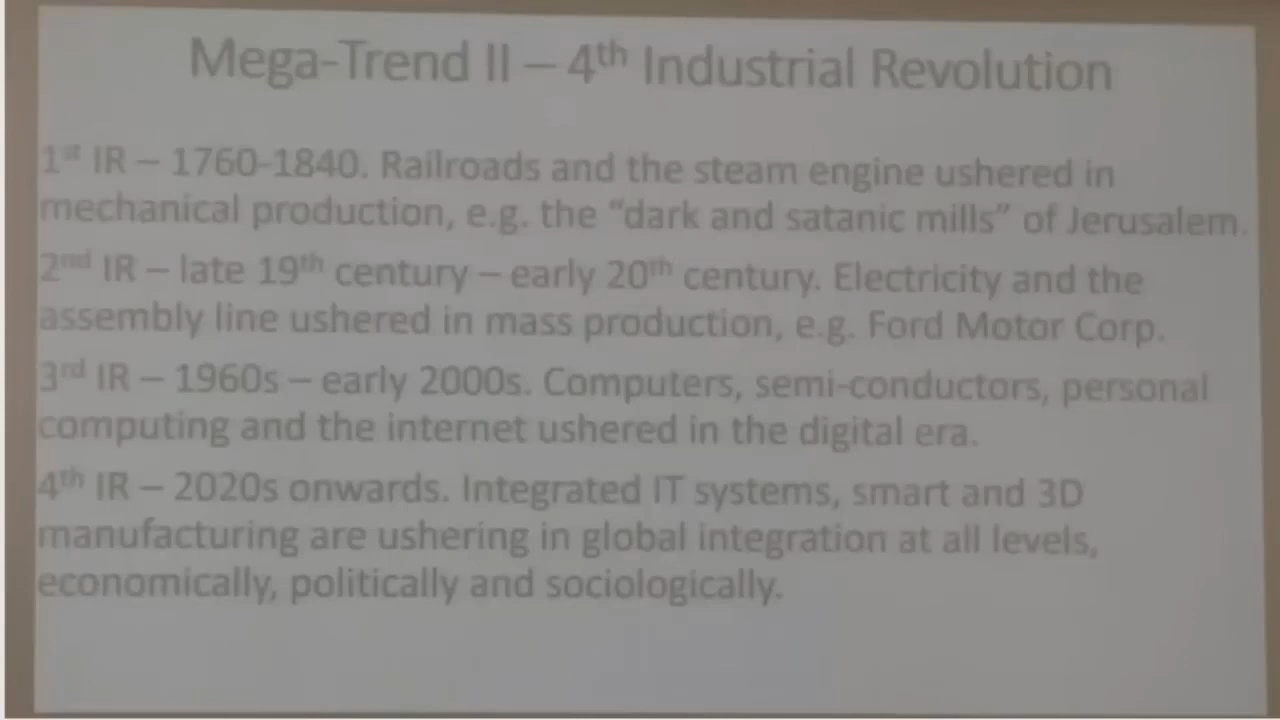 Mega-Trend II – 4th Industrial Revolution
1st IR – 1760-1840. Railroads and the steam engine ushered in
mechanical production, e.g. the “dark and satanic mills” of Jerusalem.
2nd IR – late 19th century – early 20th century. Electricity and the
assembly line ushered in mass production, e.g. Ford Motor Corp.
3rd IR – 1960s – early 2000s. Computers, semi-conductors, personal
computing and the internet ushered in the digital era.
4th IR – 2020s onwards. Integrated IT systems, smart and 3D
manufacturing are ushering in global integration at all levels,
economically, politically and sociologically.